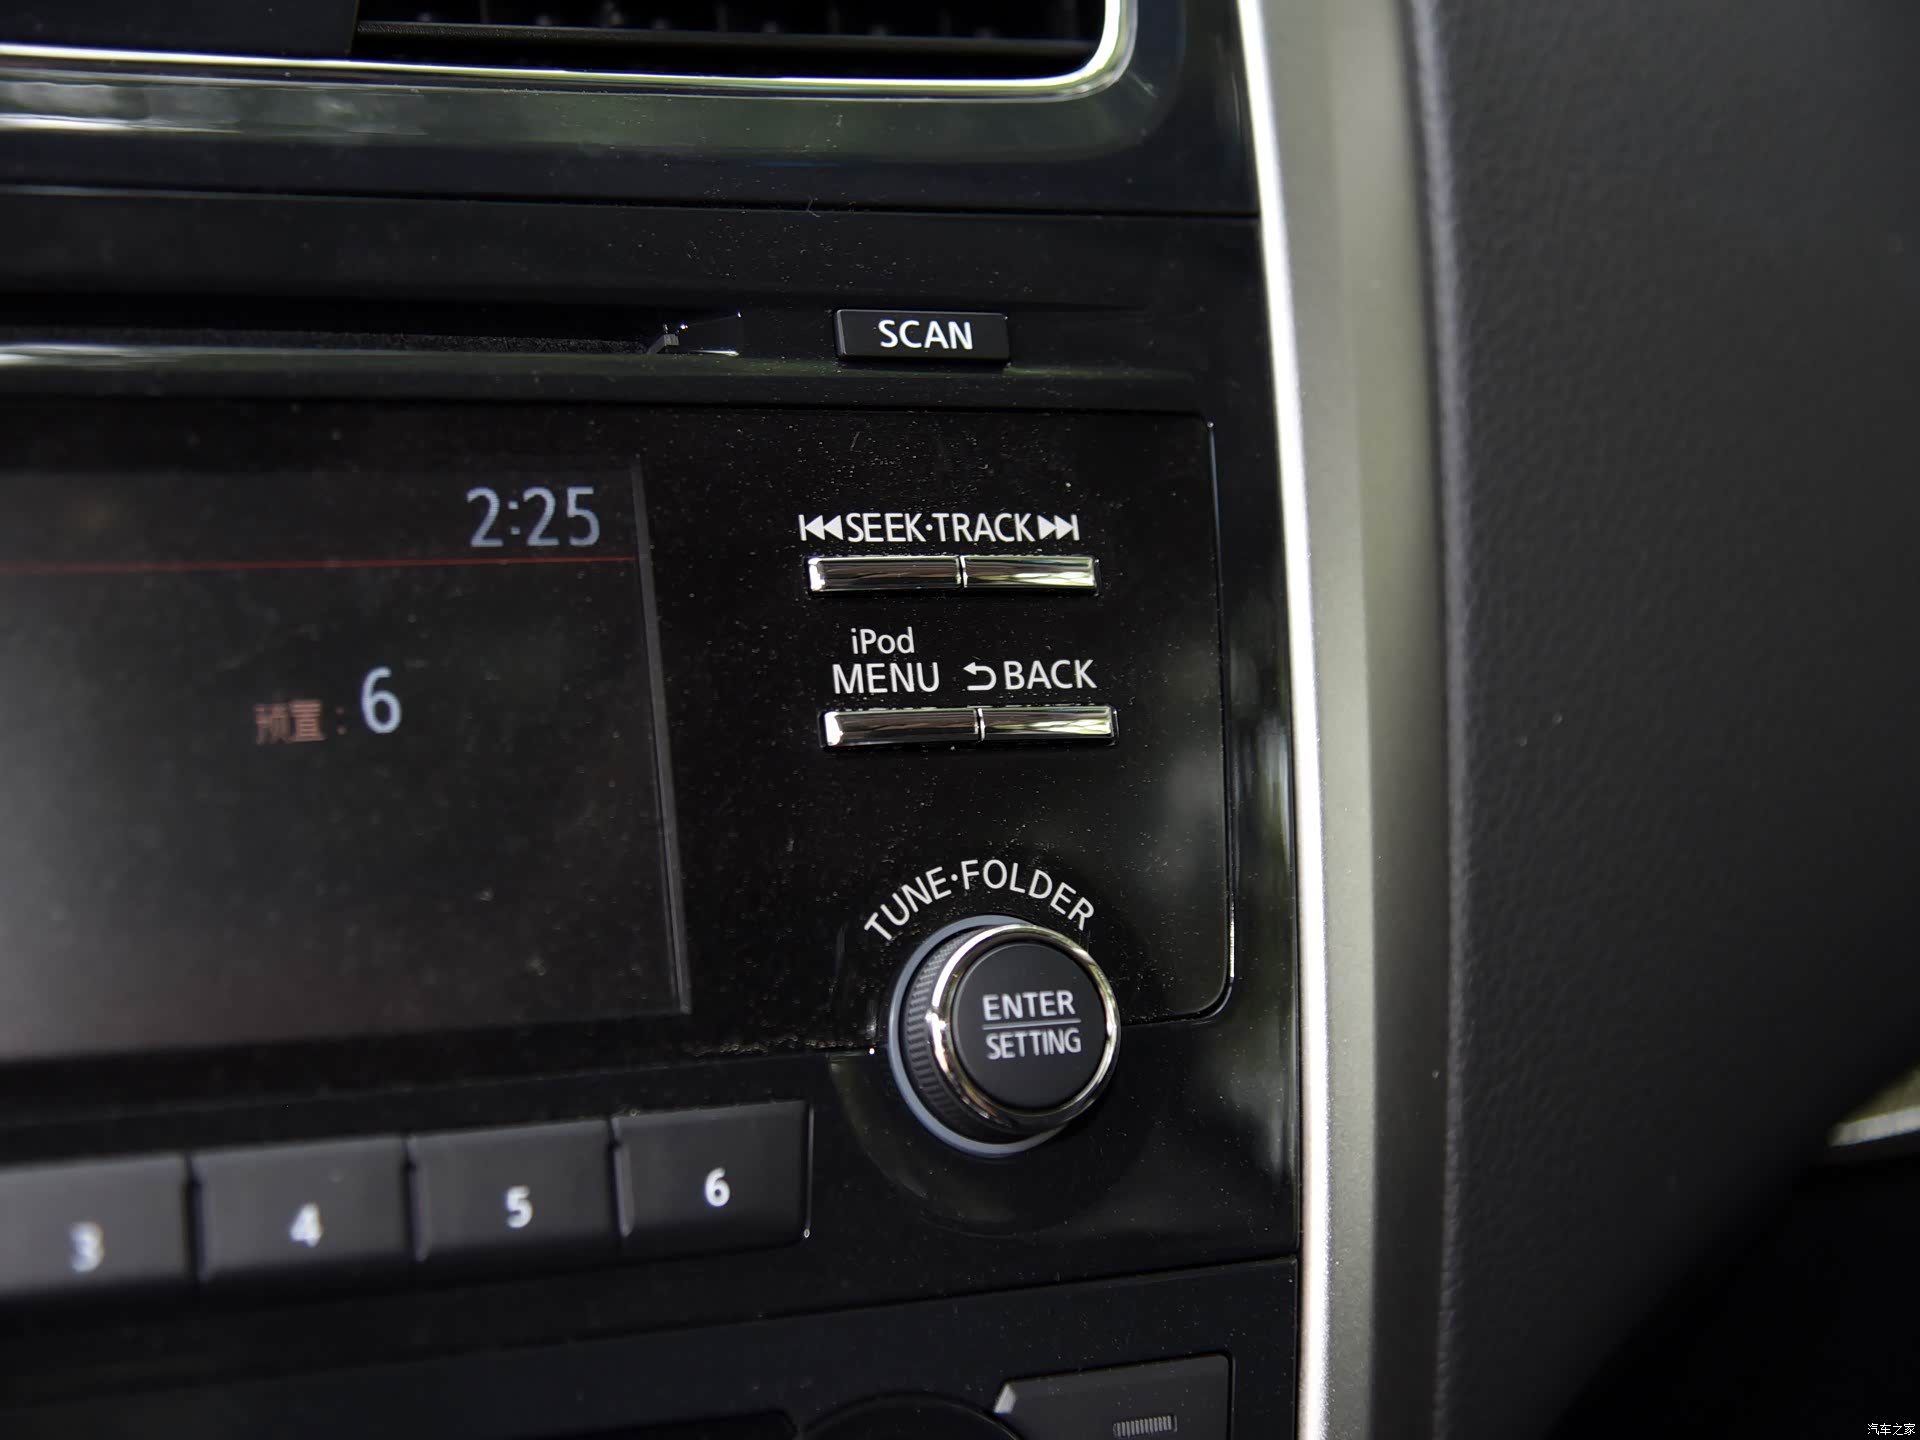 SCAN
2:25
SEEK·TRACK
iPod
MENU
BACK
预置:6
TUNE·FOLDER
ENTER
SETTING
3
4
5
6
汽车之家